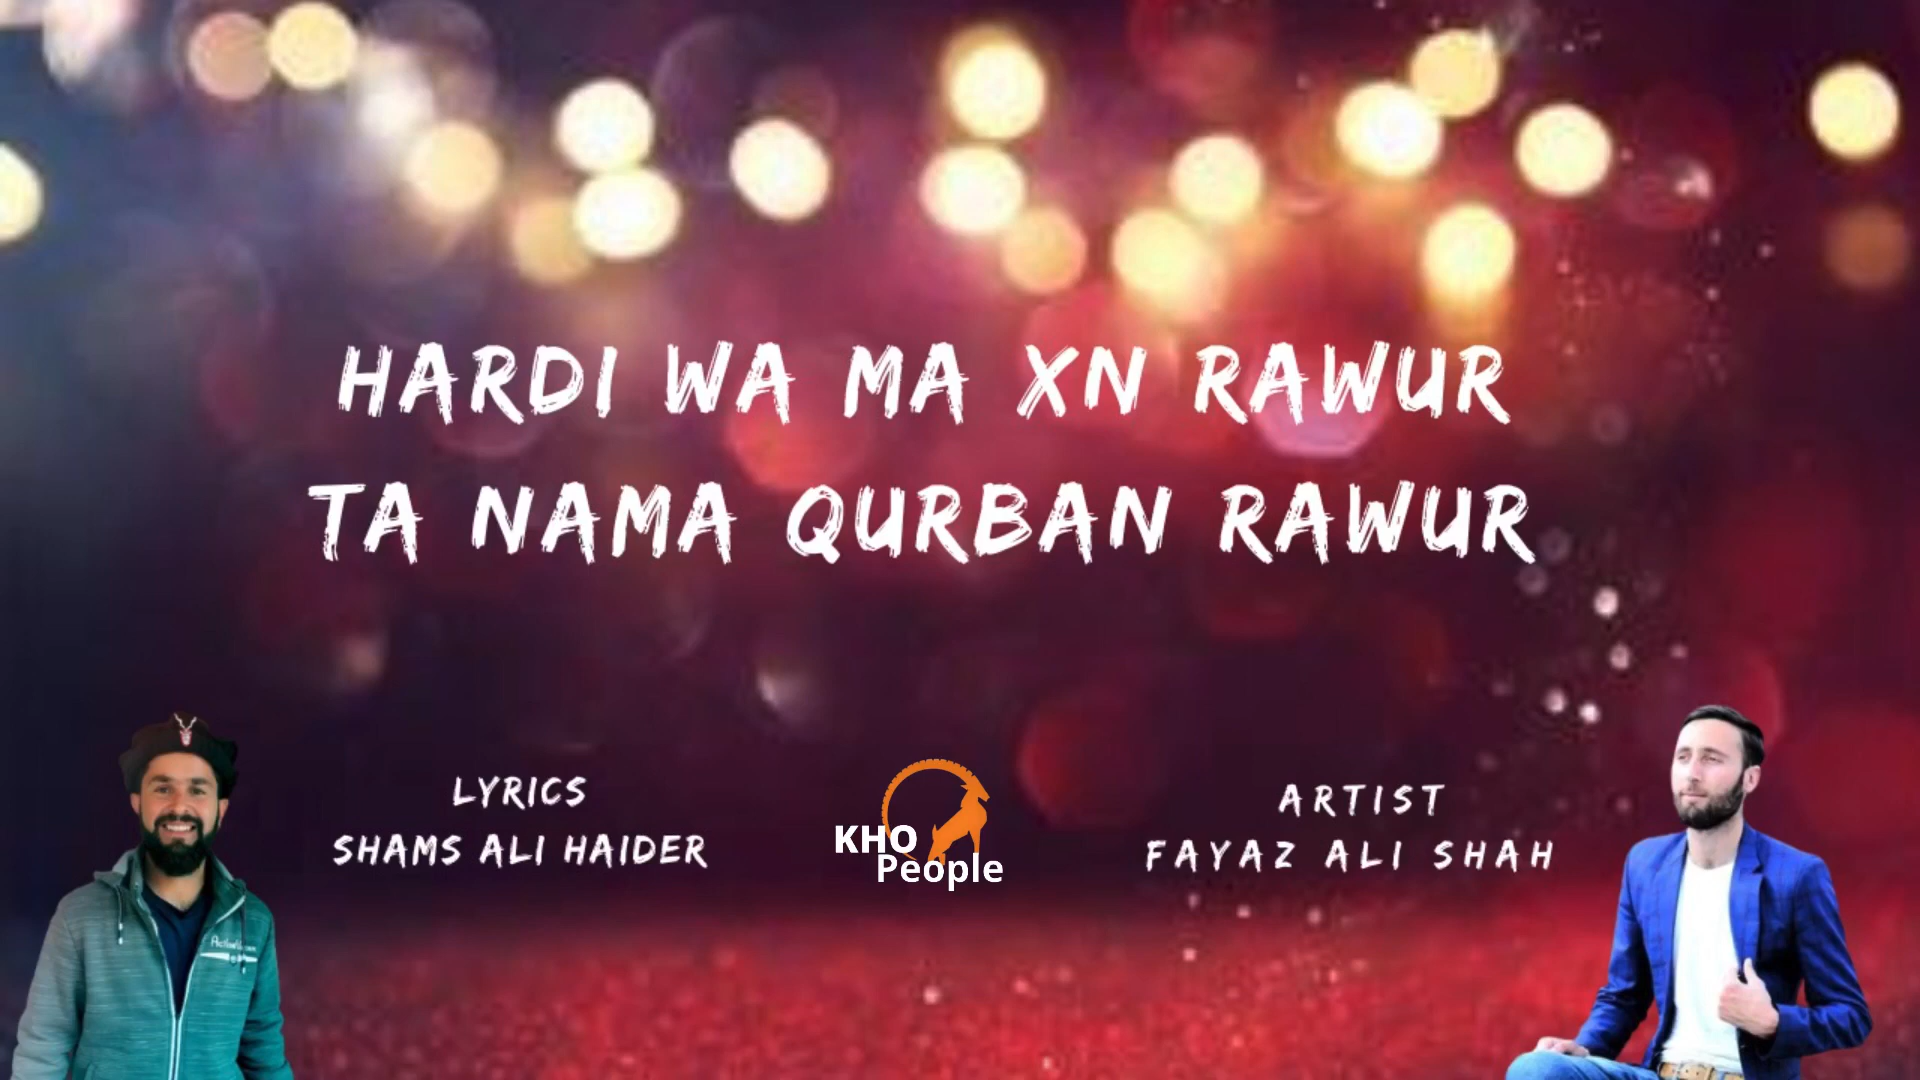 HARDI WA MA XN RAWUR
TA NAMA QURBAN RAWUR
LYRICS
SHAMS ALI HAIDER
KHO
People
ARTIST
FAYAZ ALI SHAH